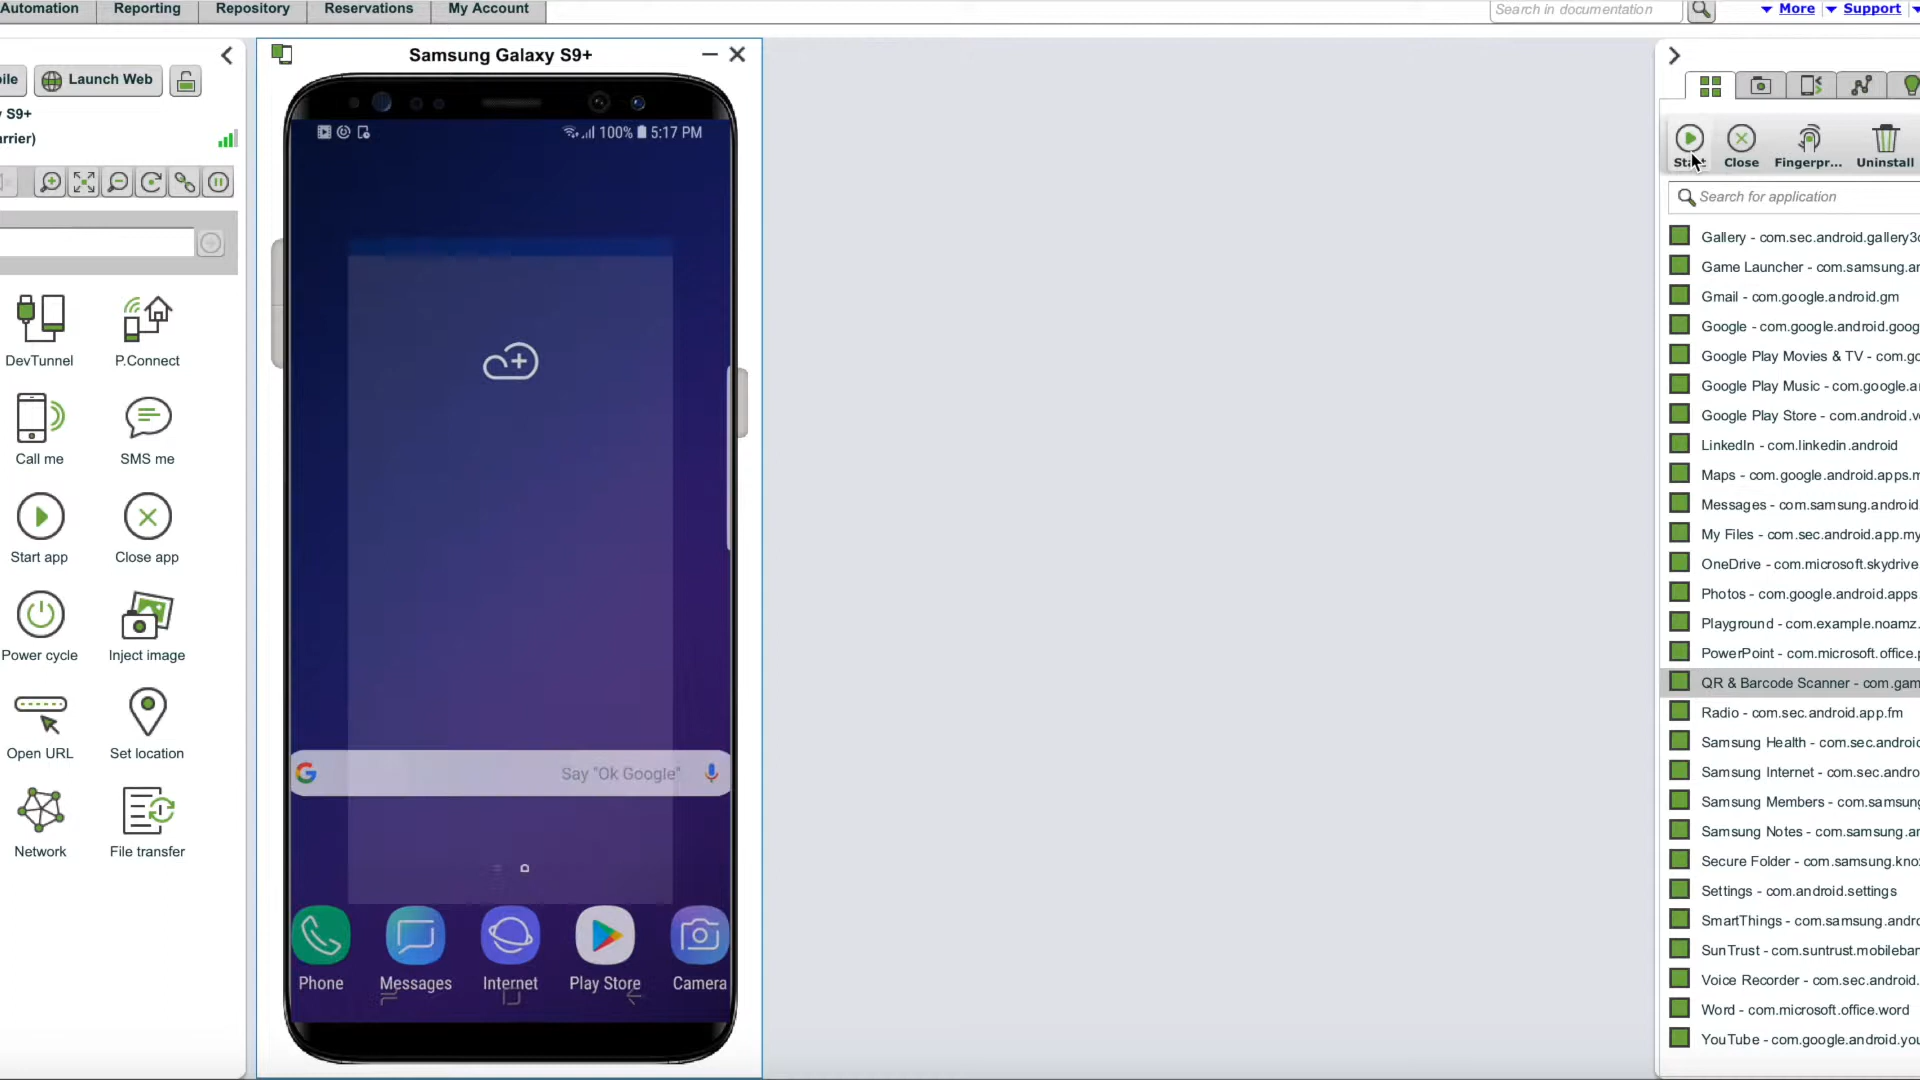 Automation
Reporting
Repository
Reservations
My Account
Search in documentation
More
Support
Samsung Galaxy S9+
Launch Web
100%
5:17 PM
DevTunnel
P.Connect
Call me
SMS me
Start app
Close app
Power cycle
Inject image
Open URL
Set location
Network
File transfer
Say "Ok Google"
Phone
Messages
Internet
Play Store
Camera
Start
Close
Fingerpr...
Uninstall
Search for application
Gallery - com.sec.android.gallery3
Game Launcher - com.samsung.a
Gmail - com.google.android.gm
Google - com.google.android.goog
Google Play Movies & TV - com.go
Google Play Music - com.google.a
Google Play Store - com.android.v
LinkedIn - com.linkedin.android
Maps - com.google.android.apps.m
Messages - com.samsung.android.
My Files - com.sec.android.app.my
OneDrive - com.microsoft.skydrive
Photos - com.google.android.apps
Playground - com.example.noamz.
PowerPoint - com.microsoft.office.p
QR & Barcode Scanner - com.gam
Radio - com.sec.android.app.fm
Samsung Health - com.sec.android
Samsung Internet - com.sec.andro
Samsung Members - com.samsung
Samsung Notes - com.samsung.a
Secure Folder - com.samsung.kno
Settings - com.android.settings
SmartThings - com.samsung.andro
SunTrust - com.suntrust.mobileba
Voice Recorder - com.sec.android.
Word - com.microsoft.office.word
YouTube - com.google.android.you